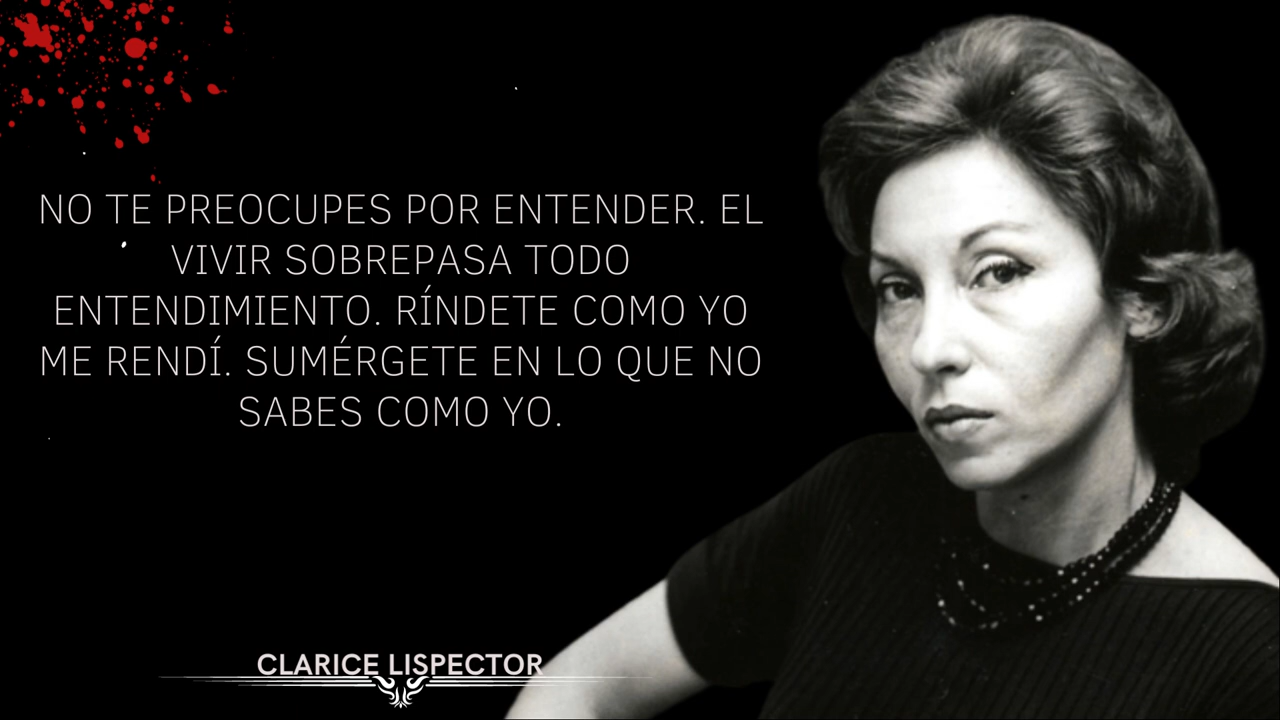 NO TE PREOCUPES POR ENTENDER. EL
VIVIR SOBREPASA TODO
ENTENDIMIENTO. RÍNDETE COMO YO
ME RENDÍ. SUMÉRGETE EN LO QUE NO
SABES COMO YO.
CLARICE LISPECTOR